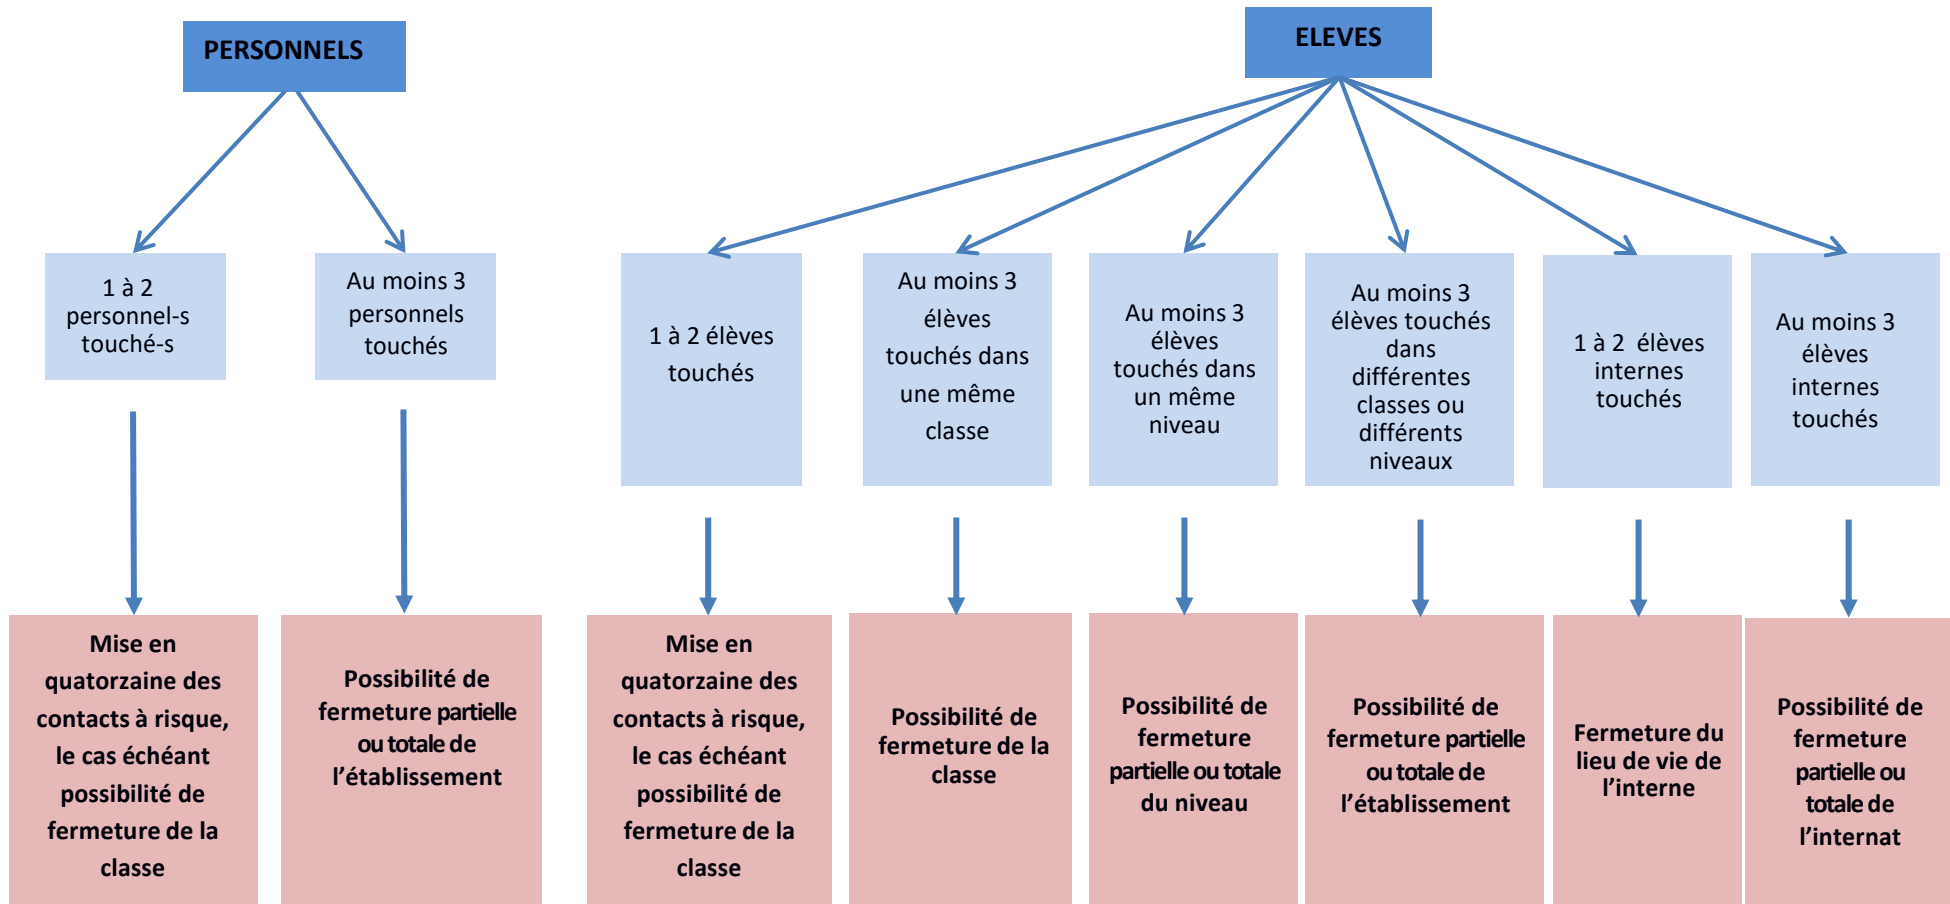 PERSONNELS
ELEVES
1 à 2
personnel-s
touché-s
Au moins 3
personnels
touchés
1 à 2 élèves
touchés
Au moins 3
élèves
touchés dans
une même
classe
Au moins 3
élèves
touchés dans
un même
niveau
Au moins 3
élèves touchés
dans
différentes
classes ou
différents
niveaux
1 à 2 élèves
internes
touchés
Au moins 3
élèves
internes
touchés
Mise en
quatorzaine des
contacts à risque,
le cas échéant
possibilité de
fermeture de la
classe
Possibilité de
fermeture partielle
ou totale de
l’établissement
Mise en
quatorzaine des
contacts à risque,
le cas échéant
possibilité de
fermeture de la
classe
Possibilité de
fermeture de la
classe
Possibilité de
fermeture
partielle ou totale
du niveau
Possibilité de
fermeture partielle
ou totale de
l’établissement
Fermeture du
lieu de vie de
l’interne
Possibilité de
fermeture
partielle ou
totale de
l’internat